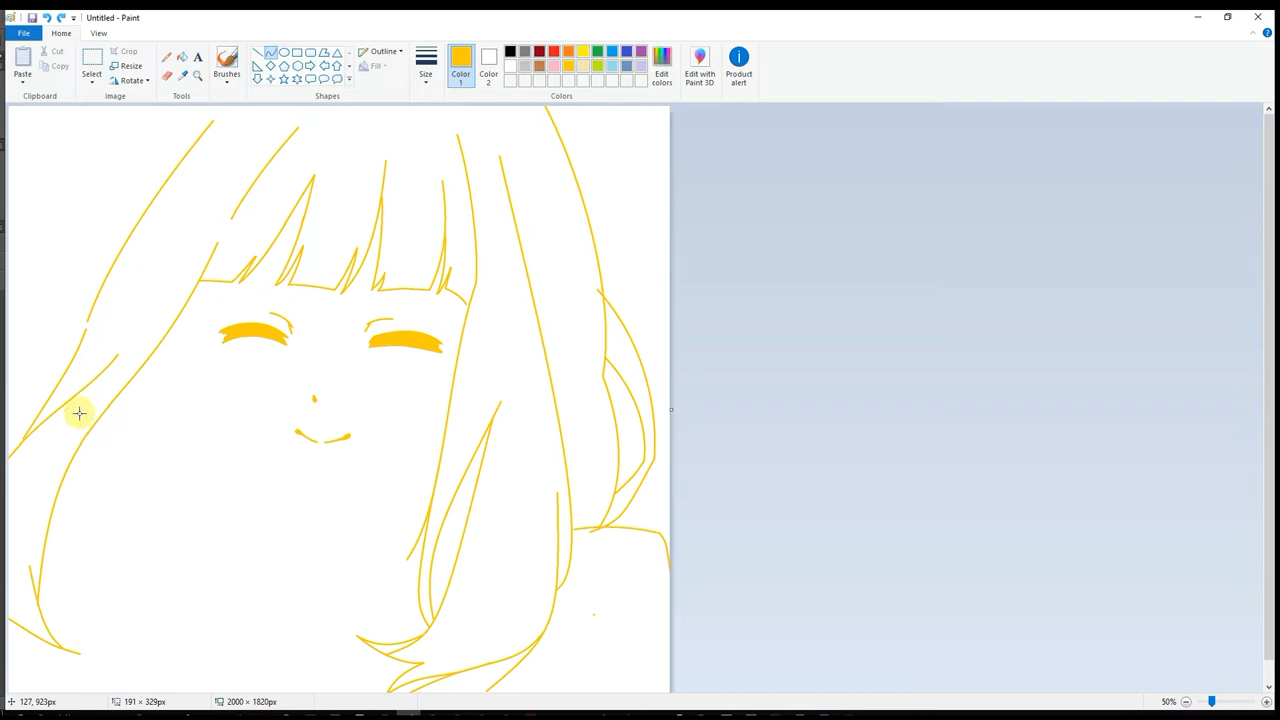 Untitled - Paint
File Home View
Paste Cut Copy
Select Crop Resize Rotate
A
Brushes
Outline Fill
Size
Color 1
Color 2
Edit colors
Edit with Paint 3D
Product alert
Clipboard Image Tools Shapes Colors
127, 923px 191 × 329px 2000 × 1820px 50%